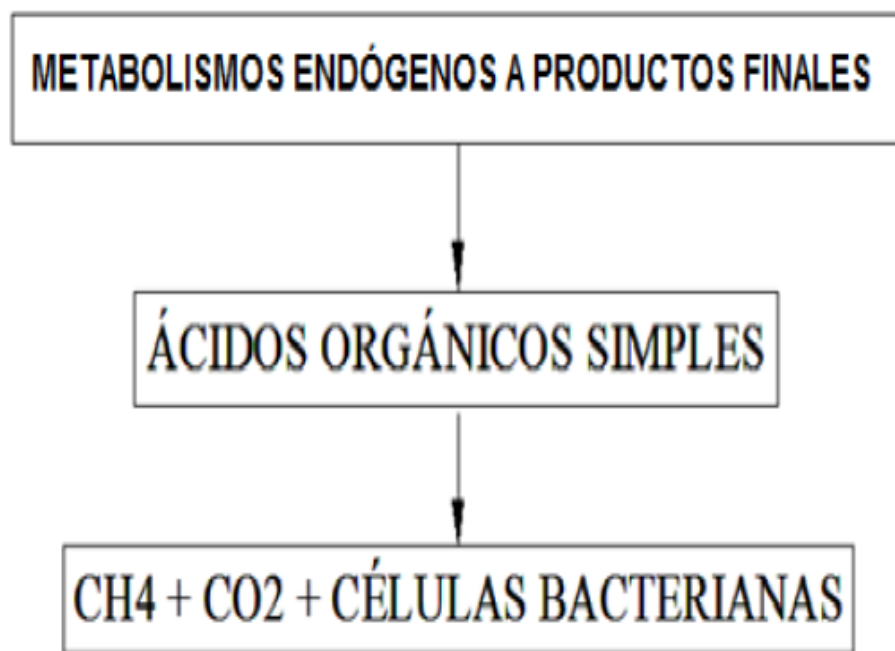 METABOLISMOS ENDÓGENOS A PRODUCTOS FINALES
ÁCIDOS ORGÁNICOS SIMPLES
CH4 + CO2 + CÉLULAS BACTERIANAS